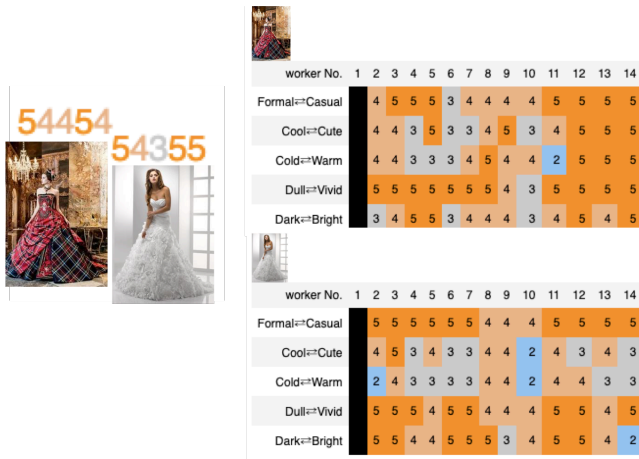 54454
54355
worker No. 1 2 3 4 5 6 7 8 9 10 11 12 13 14
Formal⇄Casual 4 5 5 5 3 4 4 4 4 5 5 5 5
Cool⇄Cute 4 4 3 5 3 3 4 5 3 4 5 5 5
Cold⇄Warm 4 4 3 3 3 4 5 4 4 2 5 5 5
Dull⇄Vivid 5 5 5 5 5 5 5 4 3 5 5 5 5
Dark⇄Bright 3 4 5 5 3 4 4 4 3 4 5 4 5
worker No. 1 2 3 4 5 6 7 8 9 10 11 12 13 14
Formal⇄Casual 5 5 5 5 5 5 4 4 4 5 5 5 5
Cool⇄Cute 4 5 3 4 3 3 4 4 2 4 3 4 3
Cold⇄Warm 2 4 3 3 3 3 4 4 2 4 4 3 3
Dull⇄Vivid 5 5 5 4 5 5 4 4 4 5 5 4 5
Dark⇄Bright 5 5 4 4 5 5 5 3 4 5 5 4 2